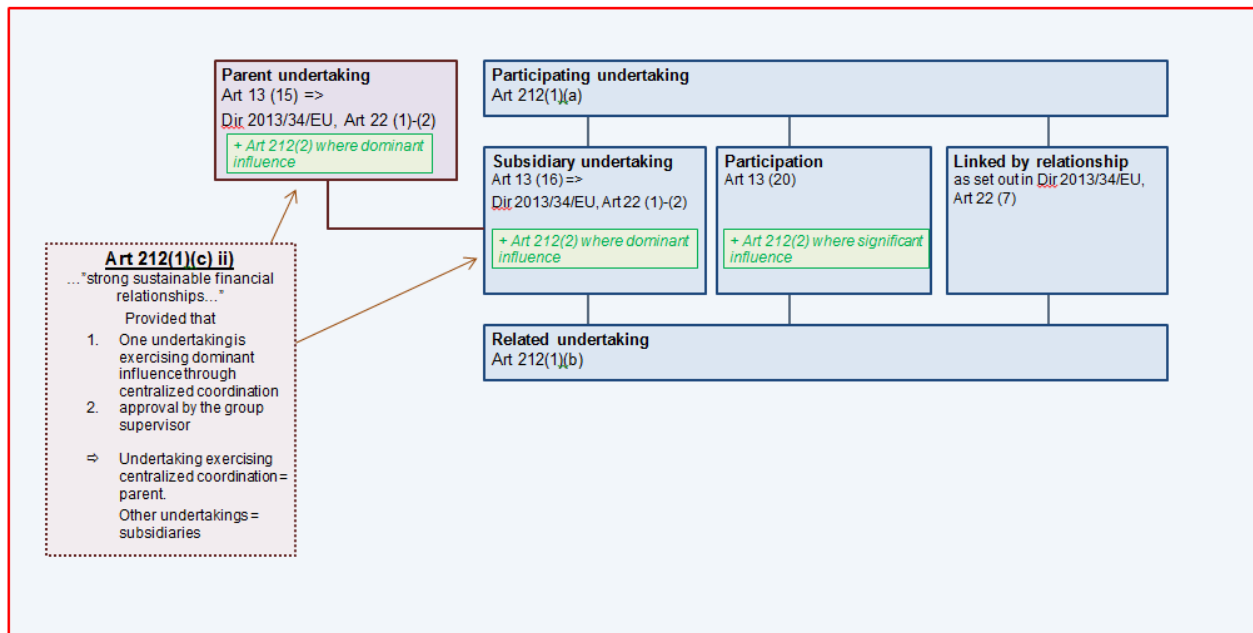 Parent undertaking
Art 13 (15) =>
Dir 2013/34/EU, Art 22 (1)-(2)
+ Art 212(2) where dominant
influence
Participating undertaking
Art 212(1)(a)
Subsidiary undertaking
Art 13 (16) =>
Dir 2013/34/EU, Art 22 (1)-(2)
+ Art 212(2) where dominant
influence
Participation
Art 13 (20)
+ Art 212(2) where significant
influence
Linked by relationship
as set out in Dir 2013/34/EU,
Art 22 (7)
Art 212(1)(c) ii)
…"strong sustainable financial
relationships…"
Provided that
1. One undertaking is
exercising dominant
influence through
centralized coordination
2. approval by the group
supervisor
⇨ Undertaking exercising
centralized coordination =
parent.
Other undertakings =
subsidiaries
Related undertaking
Art 212(1)(b)